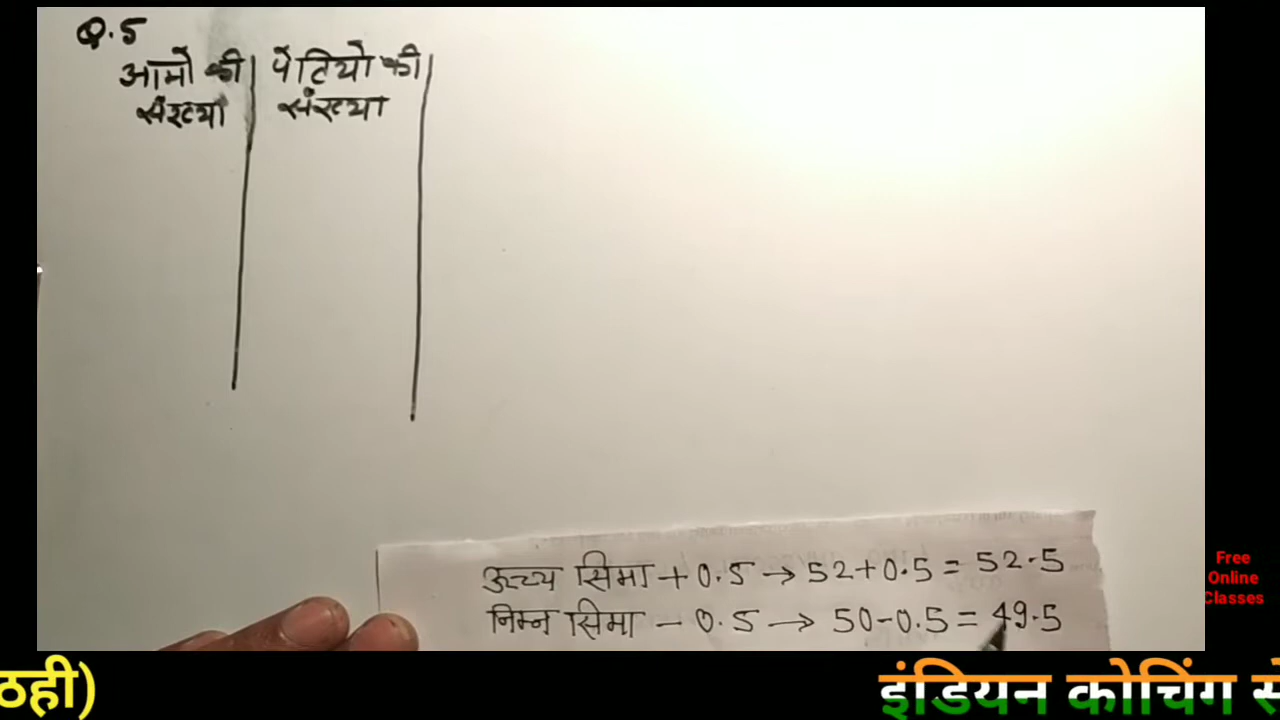 Q.5
आमो की पेटियो की
संख्या संख्या
उच्च सिमा + 0.5 → 52+0.5 = 52.5
निम्न सिमा - 0.5 → 50-0.5 = 49.5
Free
Online
Classes
ठही) इंडियन कोचिंग से